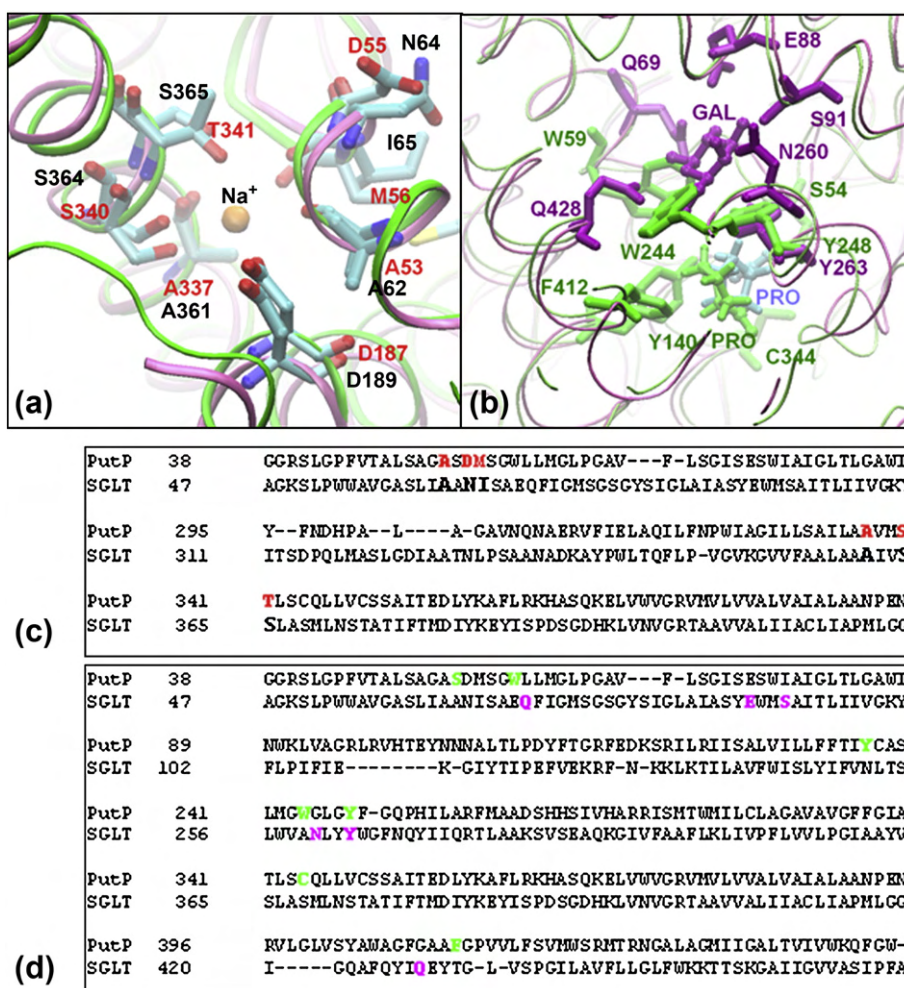 D55 N64
S365
T341
I65
S364
Na+
M56
S340
A337
A361
A53
A62
D187
D189
(a)
E88
Q69
GAL
S91
W59
N260
S54
Q428
W244
Y248
Y263
F412
PRO
Y140 PRO
C344
(b)
PutP 38 GGRSLGPFVTALSAGASDMSGWLLMGLPGAV---F-LSGISESWIAIGLTLGAWI
SGLT 47 AGKSLPWWAVGASLIAANISAEQFIGMSGSGYSIGLAIASYEWMSAITLIIVGKY
PutP 295 Y--FNDHPA--L---A-GAVNQNAERVFIELAQILFNPWIAGILLSAILAAVMS
SGLT 311 ITSDPQLMASLGDIAATNLPSAANADKAYPWLTQFLP-VGVKGVVFAALAAAIVS
PutP 341 TLSCQLLVCSSAITEDLYKAFLRKHASQKELVWVGRVMVLVVALVAIALAANPEN
SGLT 365 SLASMLNSTATIFTMDIYKEYISPDSGDHKLVNVGRTAAVVALIIACLIAPMLGG
(c)
PutP 38 GGRSLGPFVTALSAGASDMSGWLLMGLPGAV---F-LSGISESWIAIGLTLGAWI
SGLT 47 AGKSLPWWAVGASLIAANISAEQFIGMSGSGYSIGLAIASYEWMSAITLIIVGKY
PutP 89 NWKLVAGRLRVHTEYNNNALTLPDYFTGRFEDKSRILRIISALVILLFFTIYCAS
SGLT 102 FLPIFIE--------K-GIYTIPEFVEKRF-N-KKLKTILAVFWISLYIFVNLTS
PutP 241 LMGWGLGYF-GQPHILARFMAADSHHSIVHARRISMTWMILCLAGAVAVGFFGIA
SGLT 256 LWVANLYYWGFNQYIIQRTLAAKSVSEAQKGIVFAAFLKLIVPFLVVLPGIAAYV
PutP 341 TLSCQLLVCSSAITEDLYKAFLRKHASQKELVWVGRVMVLVVALVAIALAANPEN
SGLT 365 SLASMLNSTATIFTMDIYKEYISPDSGDHKLVNVGRTAAVVALIIACLIAPMLGG
PutP 396 RVLGLVSYAWAGFGAAFGPVVLFSVMWSRMTRNGALAGMIIGALTVIVWKQFGW-
SGLT 420 I-----GQAFQYIQEYTG-L-VSPGILAVFLLGLFWKKTTSKGAIIGVVASIPFA
(d)